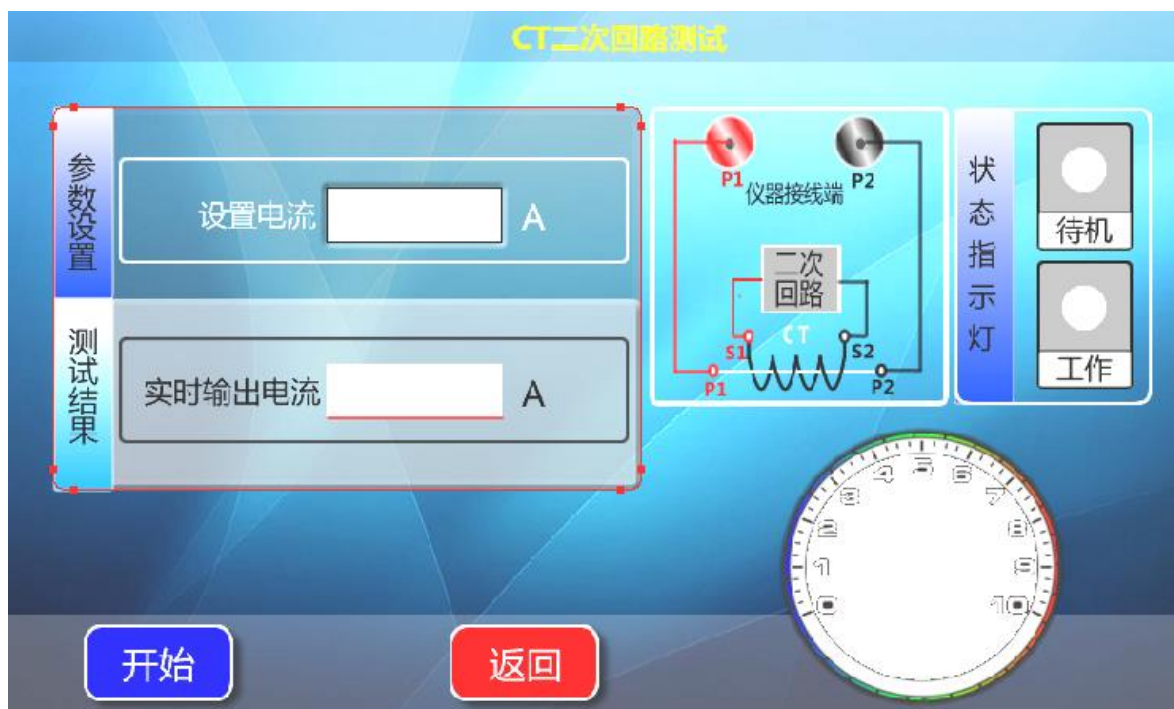 CT二次回路测试
参数设置
设置电流 A
测试结果
实时输出电流 A
P1 P2
仪器接线端
二次
回路
CT
S1 S2
P1 P2
状态指示灯
待机
工作
0 1 2 3 4 5 6 7 8 9 10
开始
返回